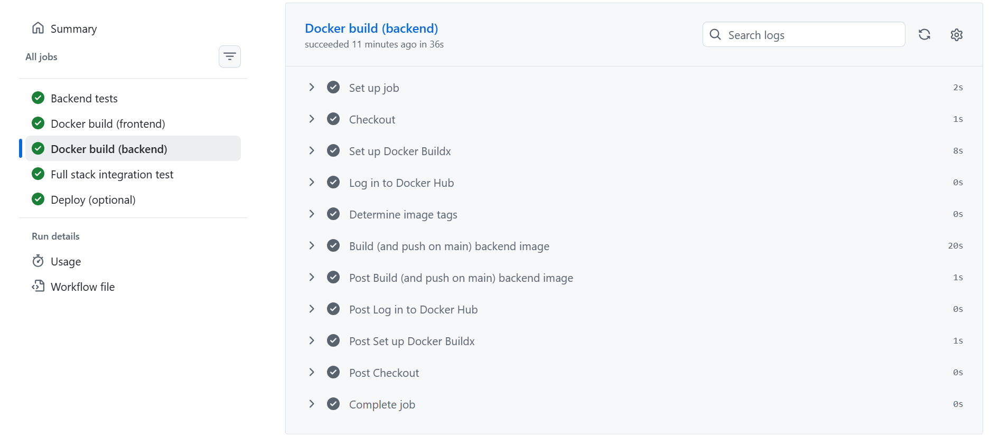 Summary
All jobs
Backend tests
Docker build (frontend)
Docker build (backend)
Full stack integration test
Deploy (optional)
Run details
Usage
Workflow file
Docker build (backend)
succeeded 11 minutes ago in 36s
Search logs
Set up job 2s
Checkout 1s
Set up Docker Buildx 8s
Log in to Docker Hub 0s
Determine image tags 0s
Build (and push on main) backend image 20s
Post Build (and push on main) backend image 1s
Post Log in to Docker Hub 0s
Post Set up Docker Buildx 1s
Post Checkout 0s
Complete job 0s